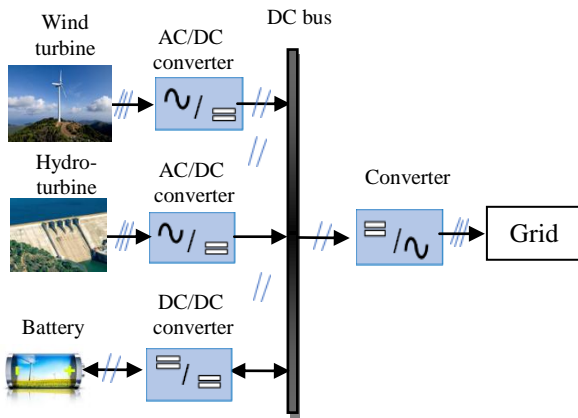 Wind
turbine
AC/DC
converter
DC bus
Hydro-
turbine
AC/DC
converter
Converter
Grid
Battery
DC/DC
converter